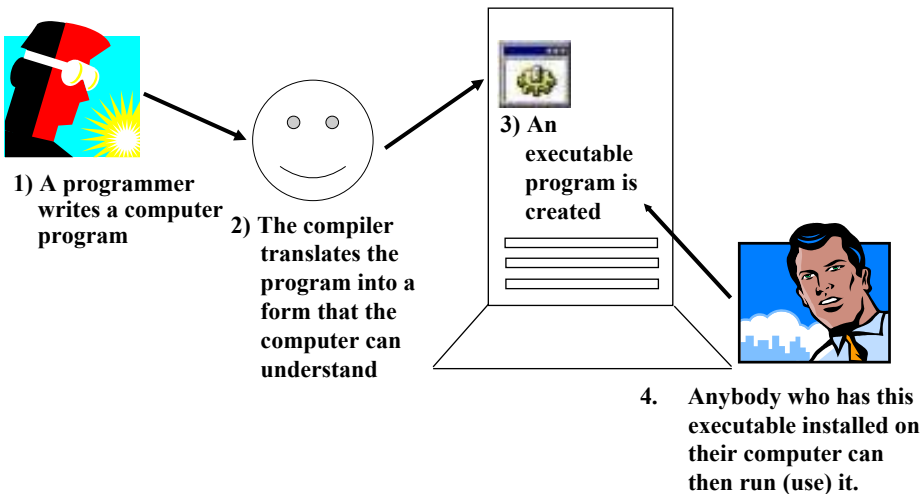 1) A programmer
writes a computer
program
2) The compiler
translates the
program into a
form that the
computer can
understand
3) An
executable
program is
created
4. Anybody who has this
executable installed on
their computer can
then run (use) it.